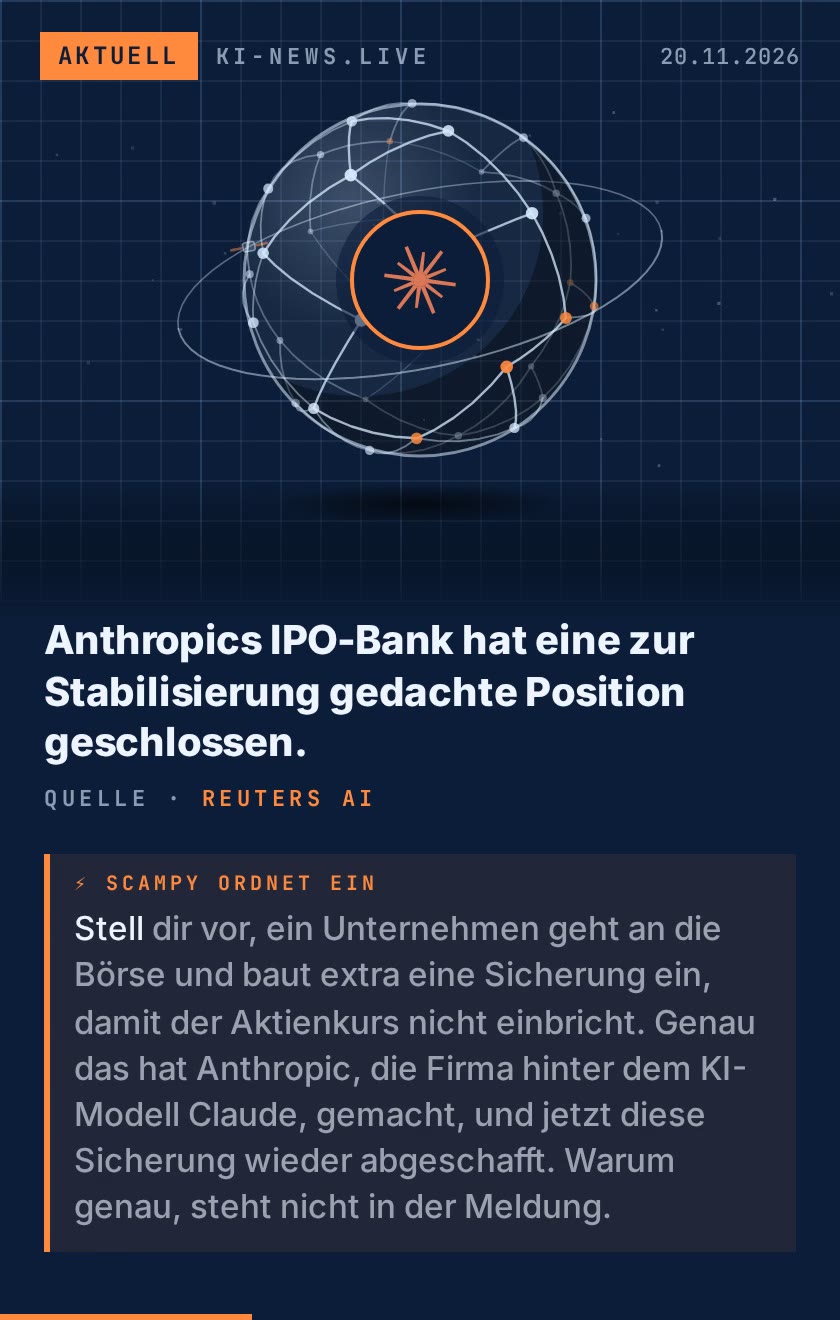 AKTUELL KI-NEWS.LIVE 20.11.2026
Anthropics IPO-Bank hat eine zur
Stabilisierung gedachte Position
geschlossen.
QUELLE · REUTERS AI
⚡ SCAMPY ORDNET EIN
Stell dir vor, ein Unternehmen geht an die
Börse und baut extra eine Sicherung ein,
damit der Aktienkurs nicht einbricht. Genau
das hat Anthropic, die Firma hinter dem KI-
Modell Claude, gemacht, und jetzt diese
Sicherung wieder abgeschafft. Warum
genau, steht nicht in der Meldung.